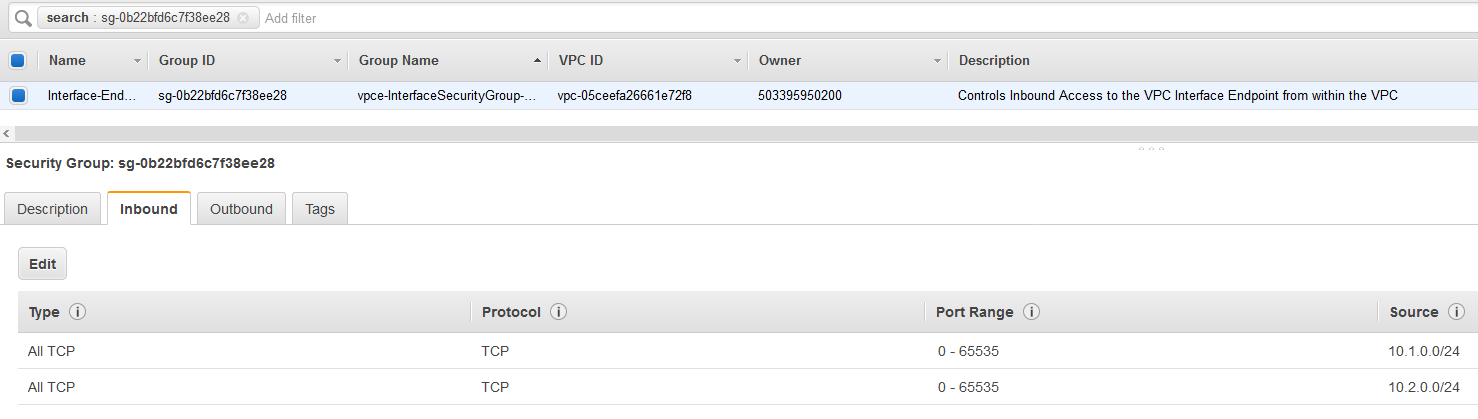 search : sg-0b22bfd6c7f38ee28 Add filter
Name Group ID Group Name VPC ID Owner Description
Interface-End... sg-0b22bfd6c7f38ee28 vpce-InterfaceSecurityGroup-... vpc-05ceefa26661e72f8 503395950200 Controls Inbound Access to the VPC Interface Endpoint from within the VPC
Security Group: sg-0b22bfd6c7f38ee28
Description Inbound Outbound Tags
Edit
Type Protocol Port Range Source
All TCP TCP 0 - 65535 10.1.0.0/24
All TCP TCP 0 - 65535 10.2.0.0/24